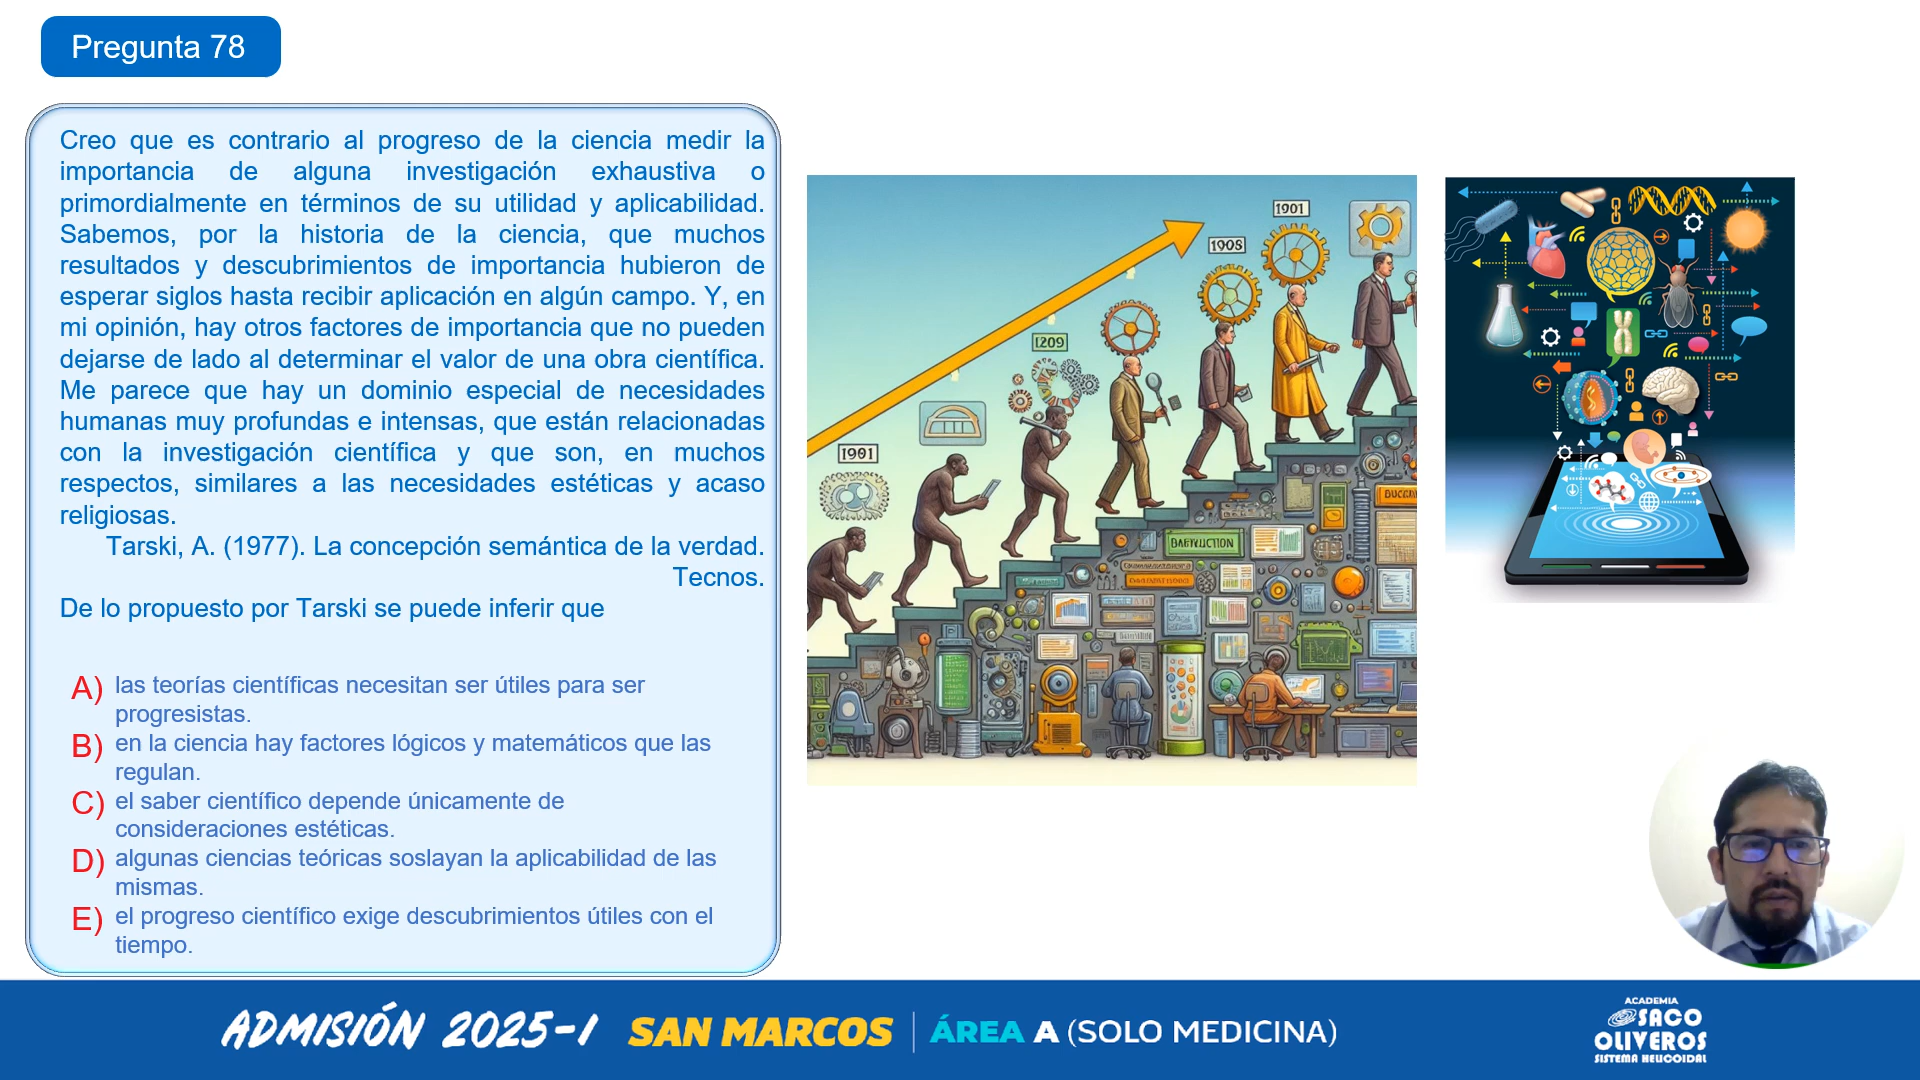 Pregunta 78
Creo que es contrario al progreso de la ciencia medir la
importancia de alguna investigación exhaustiva o
primordialmente en términos de su utilidad y aplicabilidad.
Sabemos, por la historia de la ciencia, que muchos
resultados y descubrimientos de importancia hubieron de
esperar siglos hasta recibir aplicación en algún campo. Y, en
mi opinión, hay otros factores de importancia que no pueden
dejarse de lado al determinar el valor de una obra científica.
Me parece que hay un dominio especial de necesidades
humanas muy profundas e intensas, que están relacionadas
con la investigación científica y que son, en muchos
respectos, similares a las necesidades estéticas y acaso
religiosas.
Tarski, A. (1977). La concepción semántica de la verdad.
Tecnos.
De lo propuesto por Tarski se puede inferir que
A) las teorías científicas necesitan ser útiles para ser
progresistas.
B) en la ciencia hay factores lógicos y matemáticos que las
regulan.
C) el saber científico depende únicamente de
consideraciones estéticas.
D) algunas ciencias teóricas soslayan la aplicabilidad de las
mismas.
E) el progreso científico exige descubrimientos útiles con el
tiempo.
1901
1209
1905
1901
ADMISIÓN 2025-I SAN MARCOS ÁREA A (SOLO MEDICINA)
ACADEMIA
SACO
OLIVEROS
SISTEMA HELICOIDAL